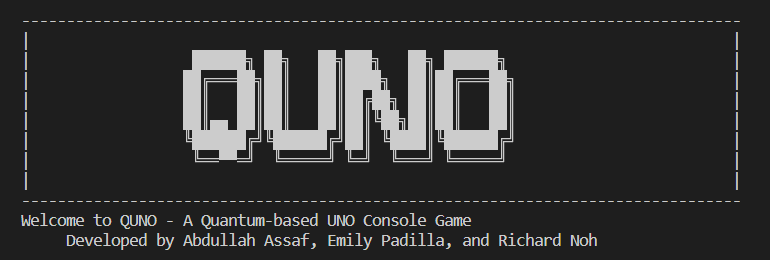 QUNO
Welcome to QUNO - A Quantum-based UNO Console Game
Developed by Abdullah Assaf, Emily Padilla, and Richard Noh